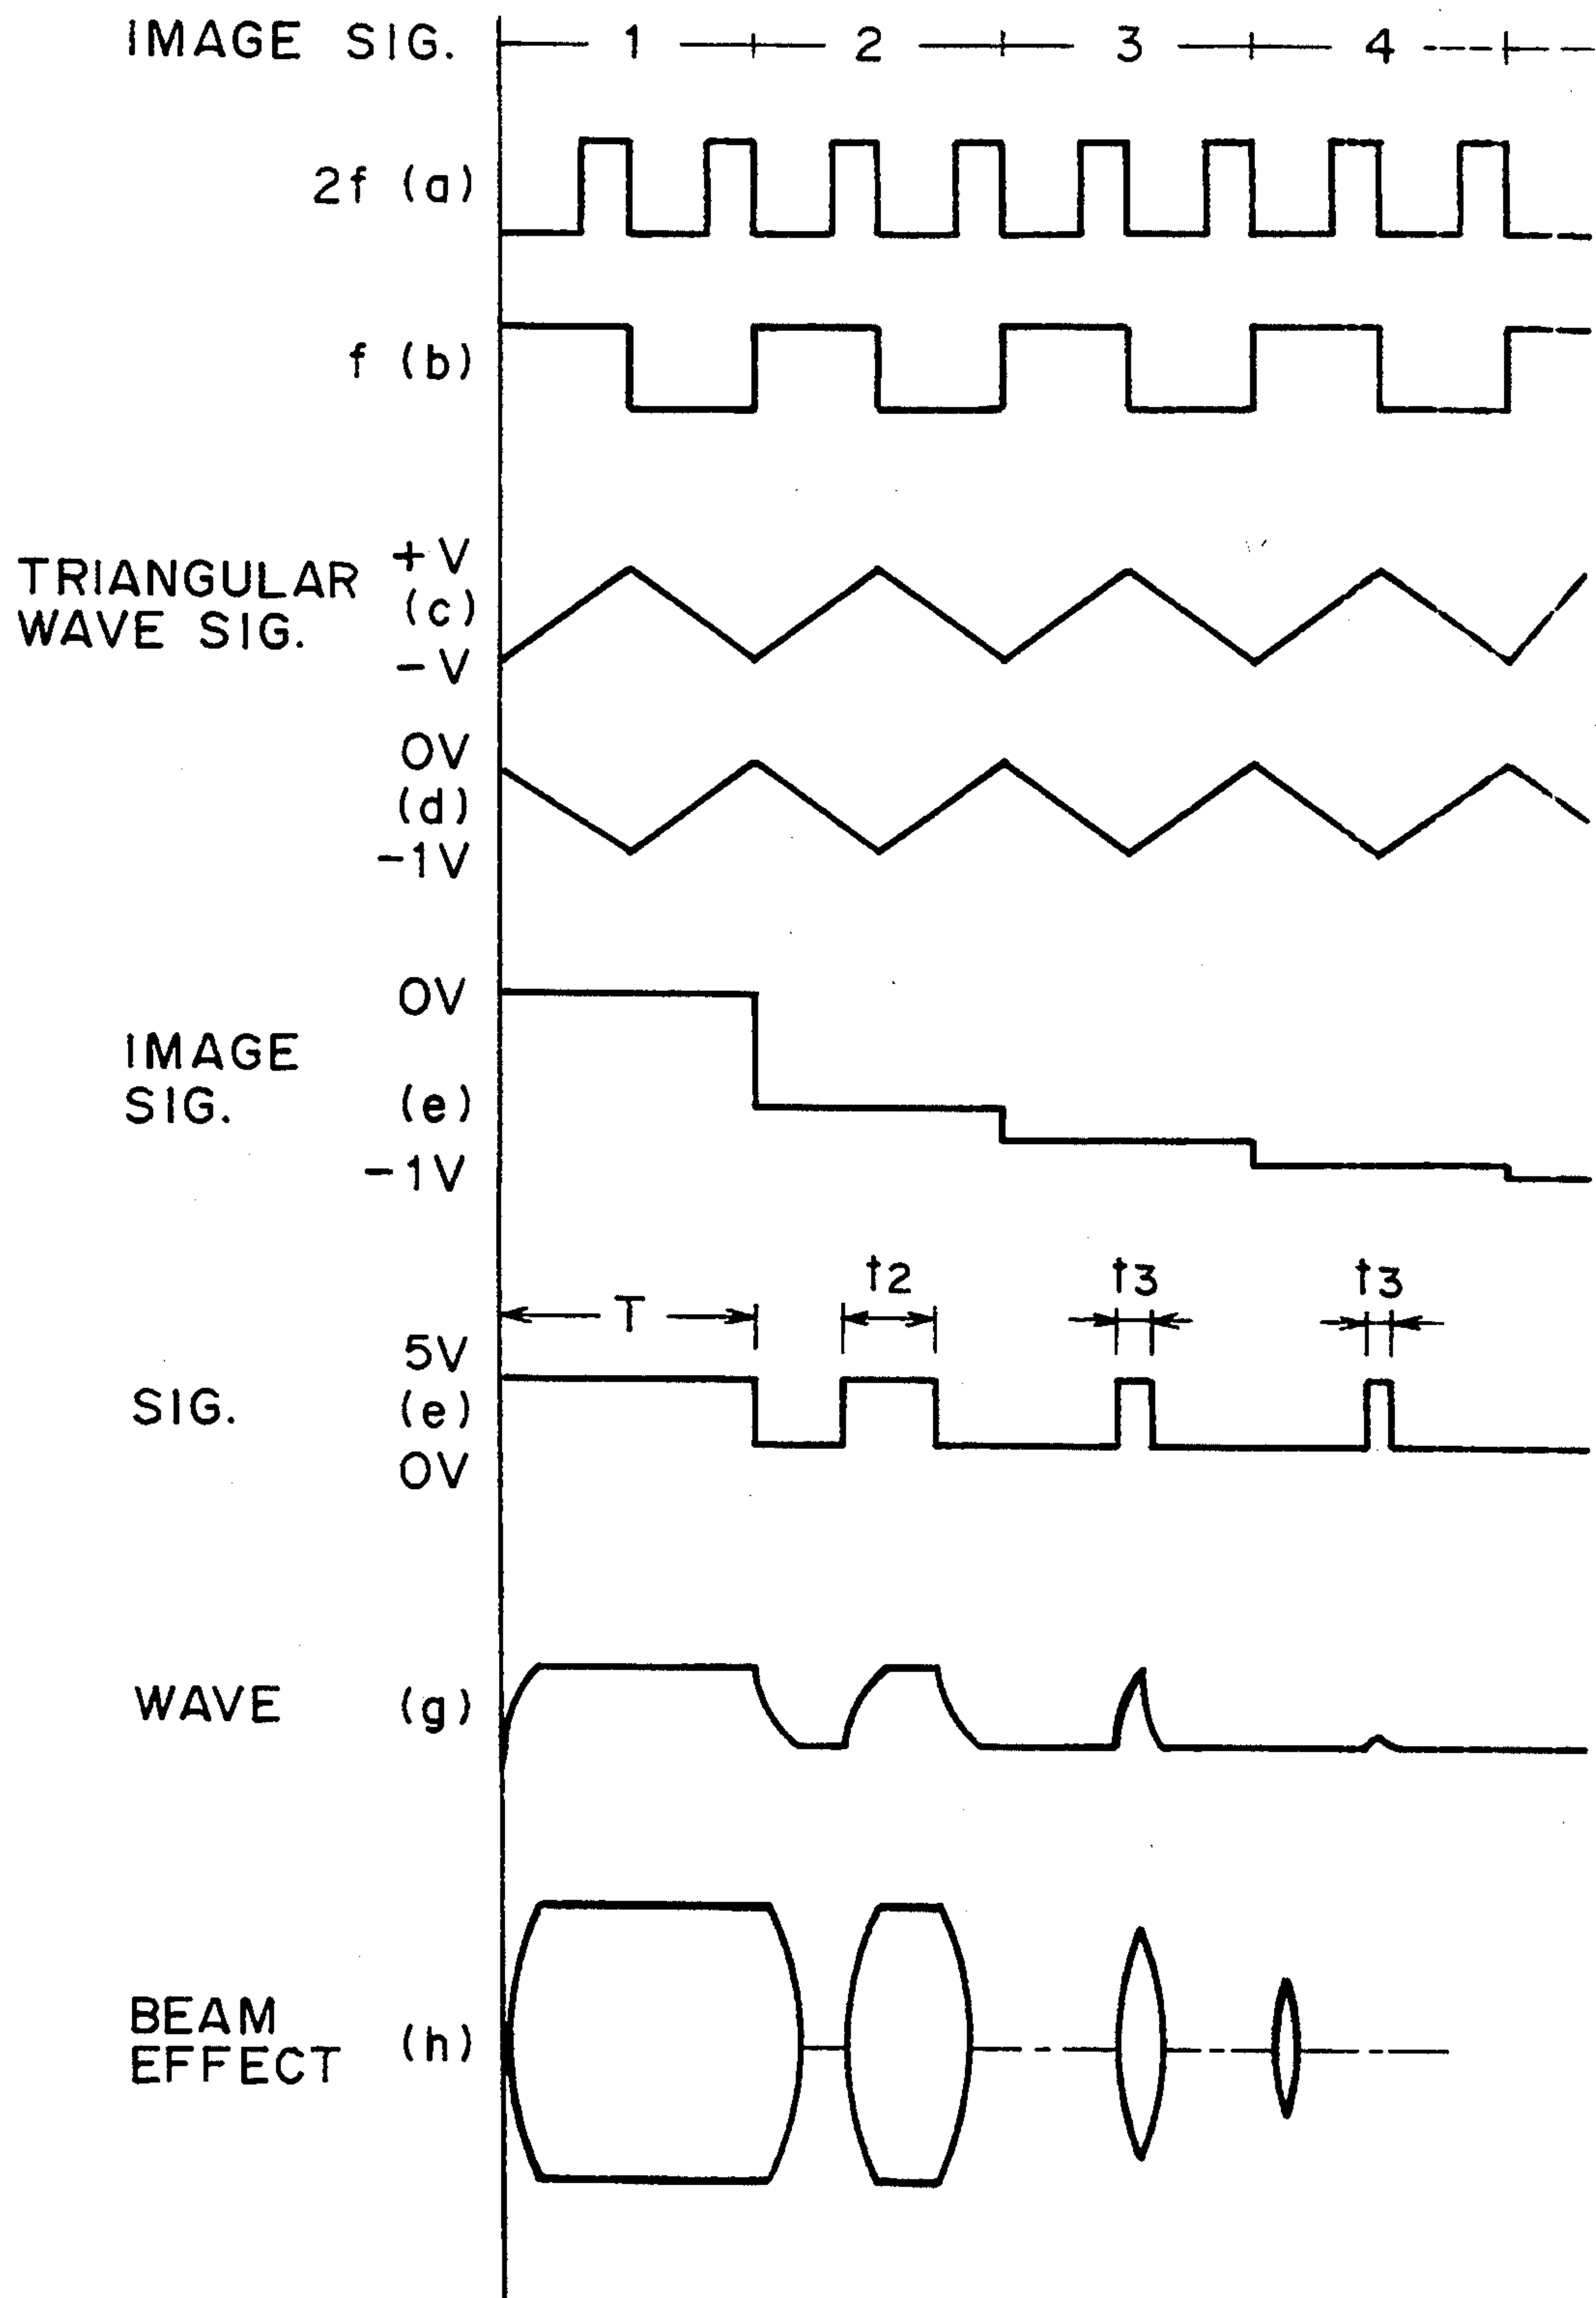 IMAGE SIG. 1 2 3 4
2f (a)
f (b)
+V
TRIANGULAR
(c)
WAVE SIG.
-V
0V
(d)
-1V
0V
IMAGE
SIG. (e)
-1V
T t2 t3 t3
5V
SIG. (e)
0V
WAVE (g)
BEAM
EFFECT (h)